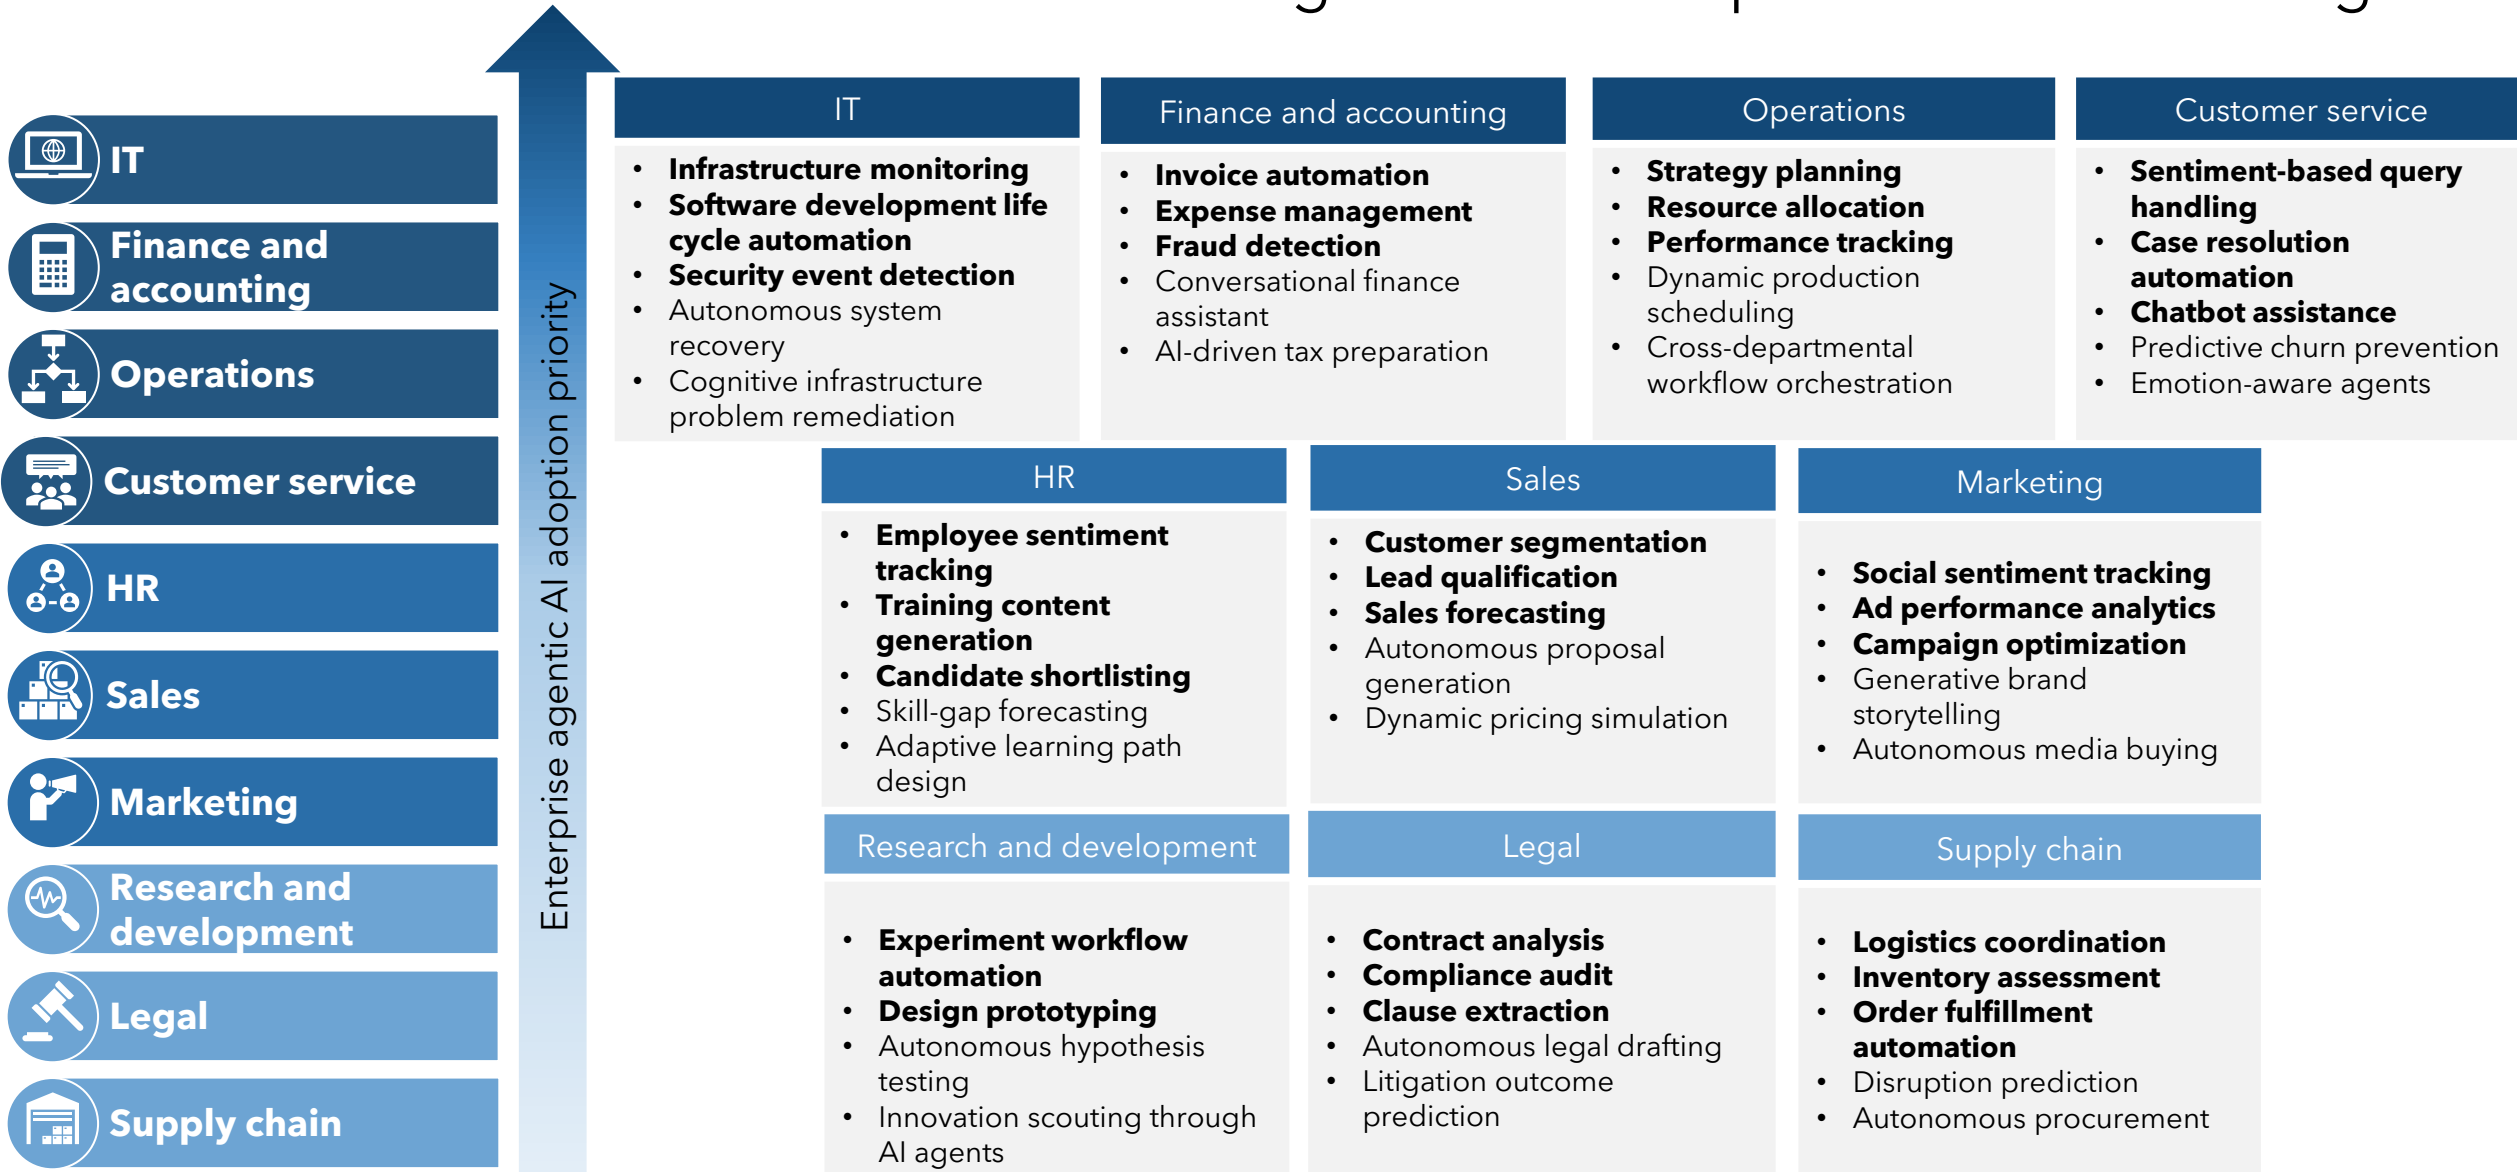 IT
Finance and
accounting
Operations
Customer service
HR
Sales
Marketing
Research and
development
Legal
Supply chain
Enterprise agentic AI adoption priority
IT
• Infrastructure monitoring
• Software development life
cycle automation
• Security event detection
• Autonomous system
recovery
• Cognitive infrastructure
problem remediation
Finance and accounting
• Invoice automation
• Expense management
• Fraud detection
• Conversational finance
assistant
• AI-driven tax preparation
Operations
• Strategy planning
• Resource allocation
• Performance tracking
• Dynamic production
scheduling
• Cross-departmental
workflow orchestration
Customer service
• Sentiment-based query
handling
• Case resolution
automation
• Chatbot assistance
• Predictive churn prevention
• Emotion-aware agents
HR
• Employee sentiment
tracking
• Training content
generation
• Candidate shortlisting
• Skill-gap forecasting
• Adaptive learning path
design
Sales
• Customer segmentation
• Lead qualification
• Sales forecasting
• Autonomous proposal
generation
• Dynamic pricing simulation
Marketing
• Social sentiment tracking
• Ad performance analytics
• Campaign optimization
• Generative brand
storytelling
• Autonomous media buying
Research and development
• Experiment workflow
automation
• Design prototyping
• Autonomous hypothesis
testing
• Innovation scouting through
AI agents
Legal
• Contract analysis
• Compliance audit
• Clause extraction
• Autonomous legal drafting
• Litigation outcome
prediction
Supply chain
• Logistics coordination
• Inventory assessment
• Order fulfillment
automation
• Disruption prediction
• Autonomous procurement